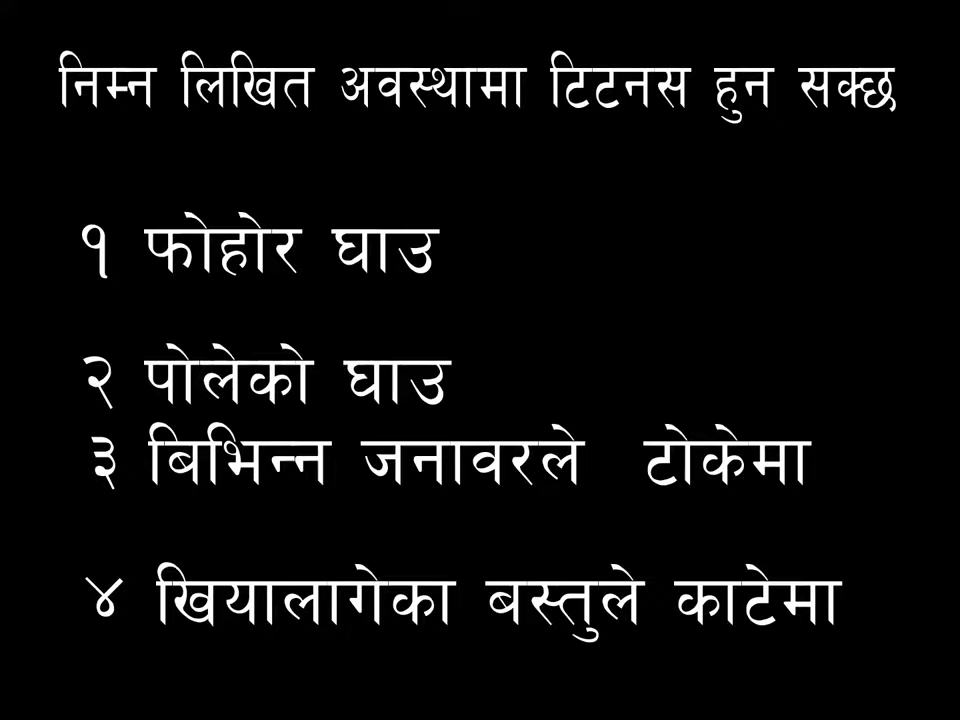 निम्न लिखित अवस्थामा टिटनस हुन सक्छ
१ फोहोर घाउ
२ पोलेको घाउ
३ बिभिन्न जनावरले टोकेमा
४ खियालागेका बस्तुले काटेमा